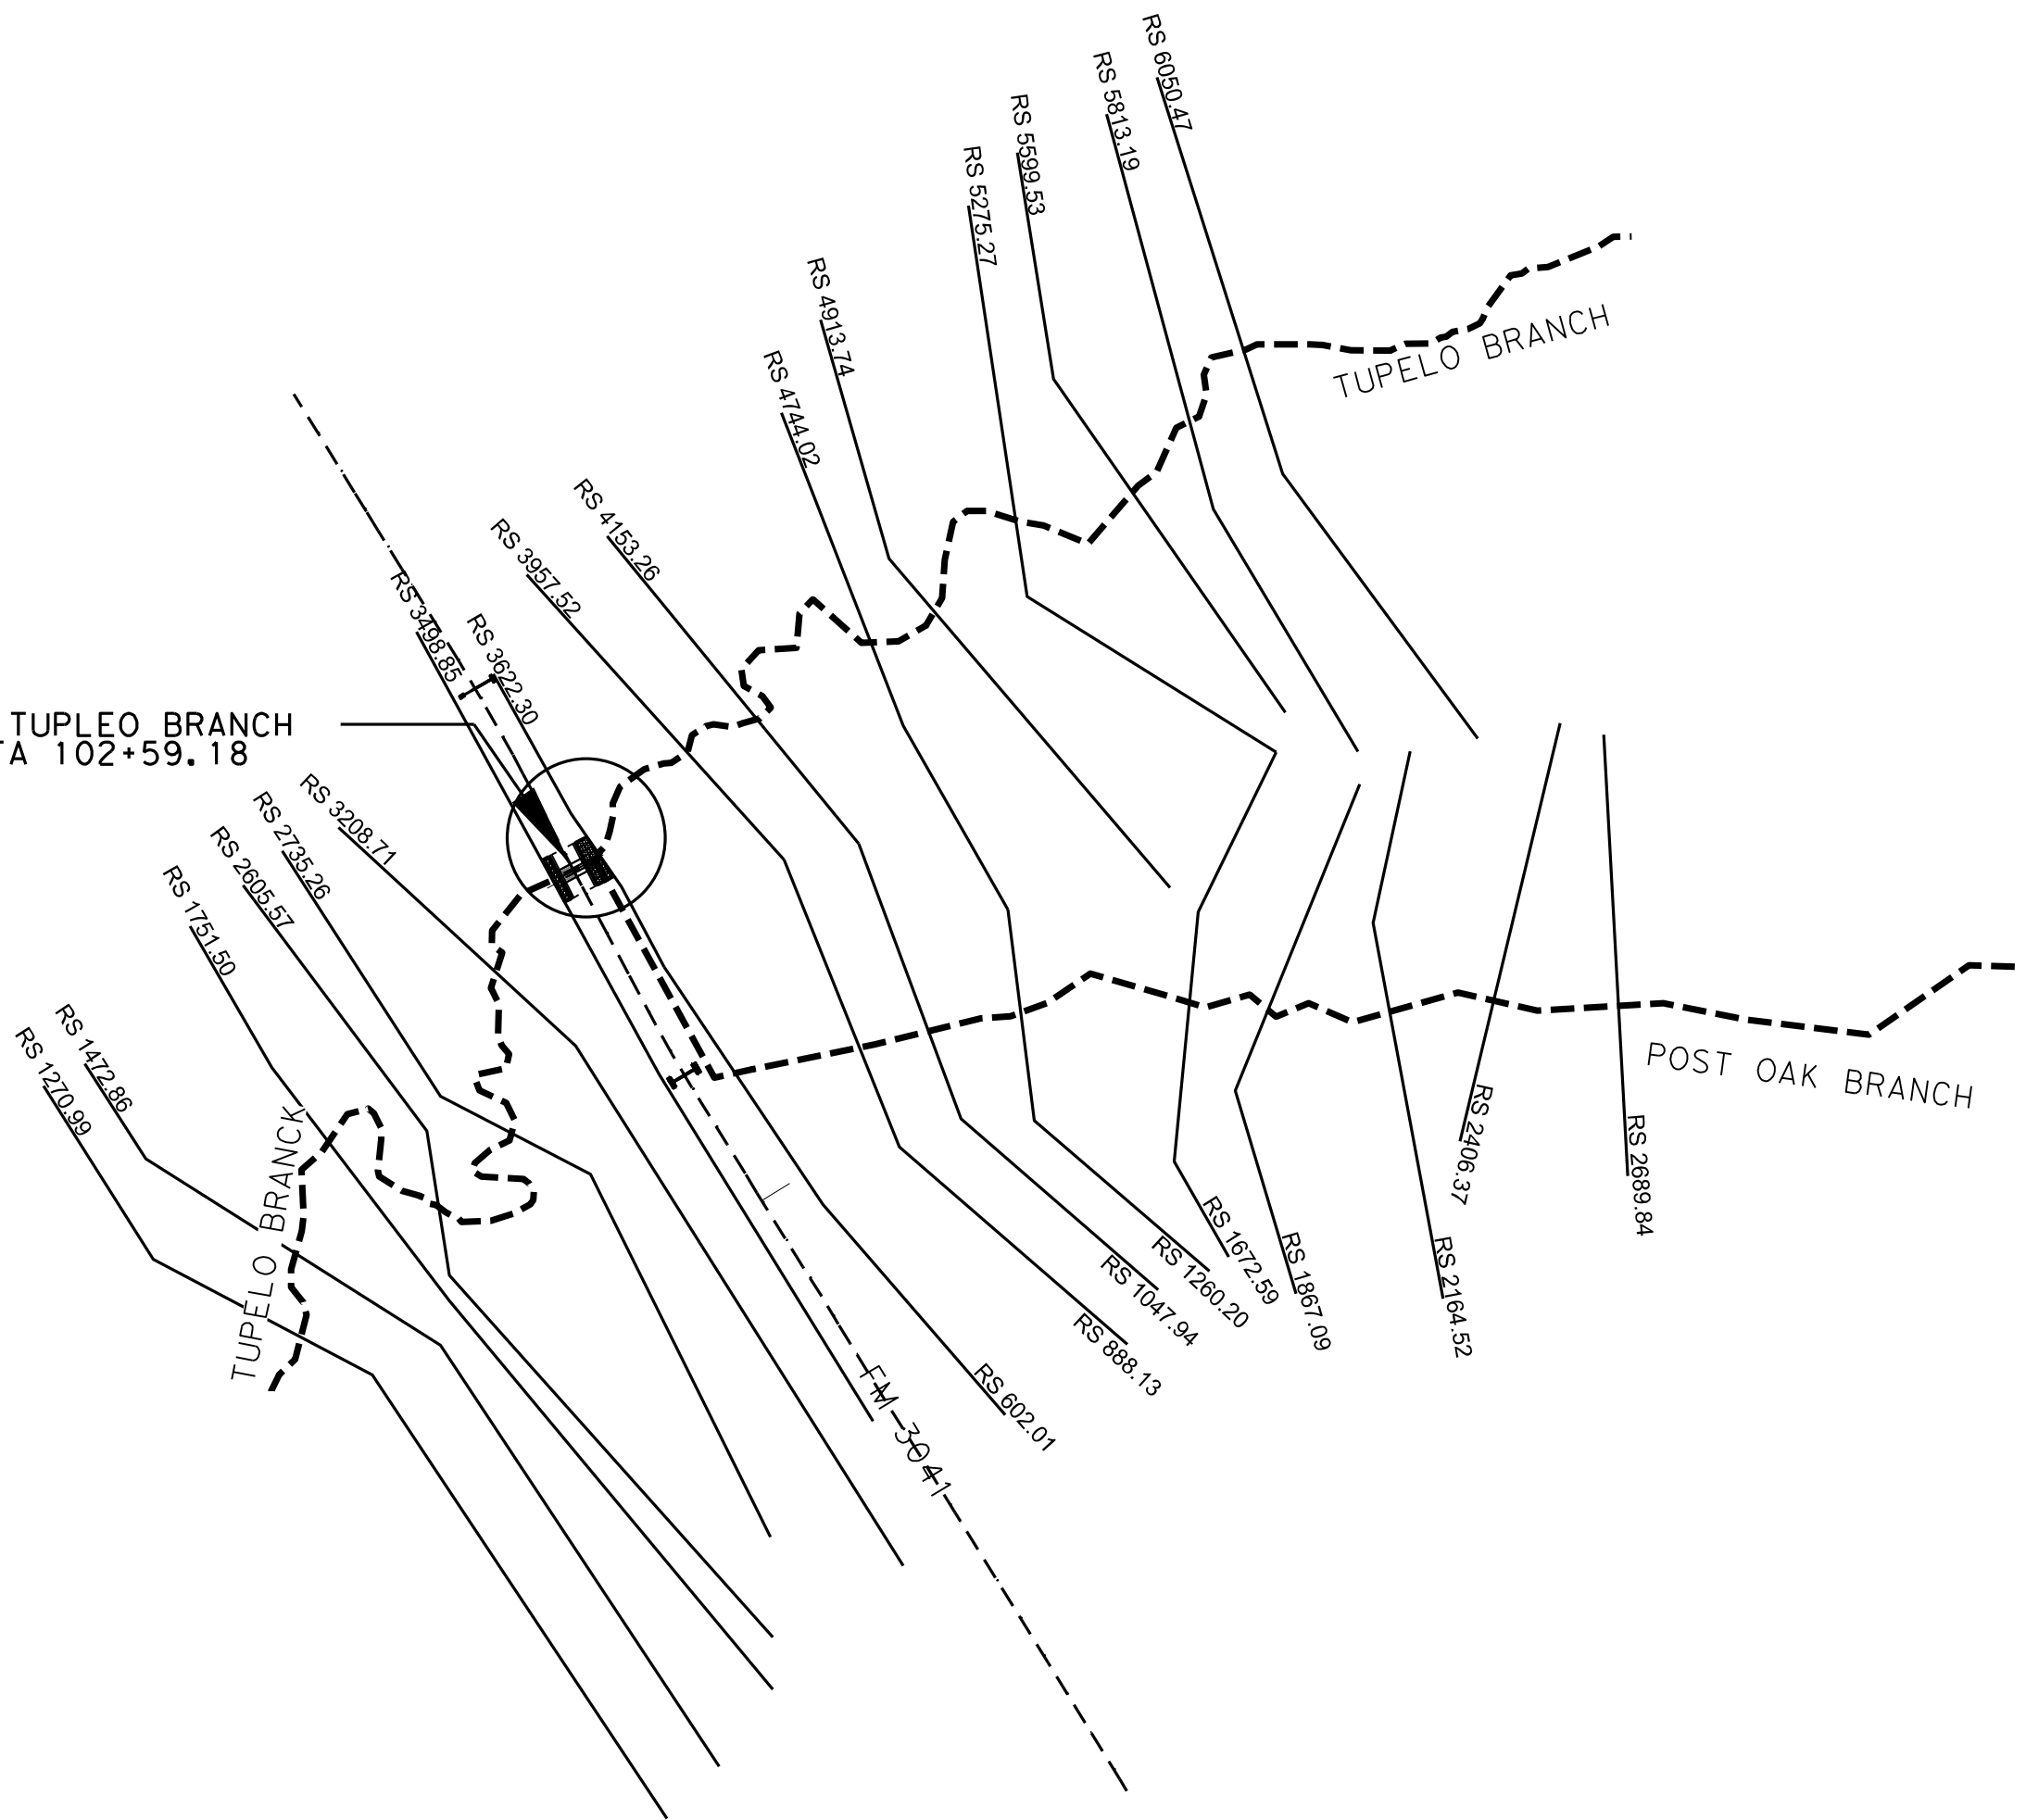 RS 6050.47
RS 5813.19
RS 5599.53
RS 5275.27
RS 4913.74
RS 4744.02
RS 4153.26
RS 3957.52
RS 3498.85
RS 3622.30
TUPELO BRANCH
TUPLEO BRANCH
TA 102+59.18
RS 3208.71
RS 2735.26
RS 2605.57
RS 1751.50
RS 1472.86
RS 1270.99
TUPELO BRANCK
POST OAK BRANCH
RS 2406.37
RS 2689.84
RS 2164.52
RS 1867.09
RS 1672.59
RS 1260.20
RS 1047.94
RS 888.13
RS 602.01
FM 3041